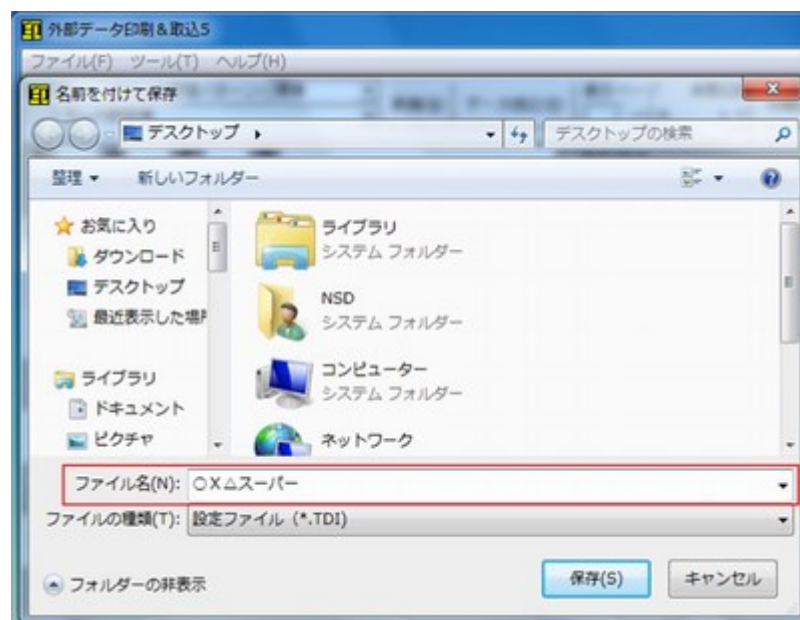 外部データ印刷&取込5
ファイル(F) ツール(T) ヘルプ(H)
名前を付けて保存
デスクトップ
デスクトップの検索
整理 新しいフォルダー
お気に入り
ダウンロード
デスクトップ
最近表示した場所
ライブラリ
ドキュメント
ピクチャ
ライブラリ
システム フォルダー
NSD
システム フォルダー
コンピューター
システム フォルダー
ネットワーク
ファイル名(N): ○X△スーパー
ファイルの種類(T): 設定ファイル (*.TDI)
フォルダーの非表示
保存(S) キャンセル